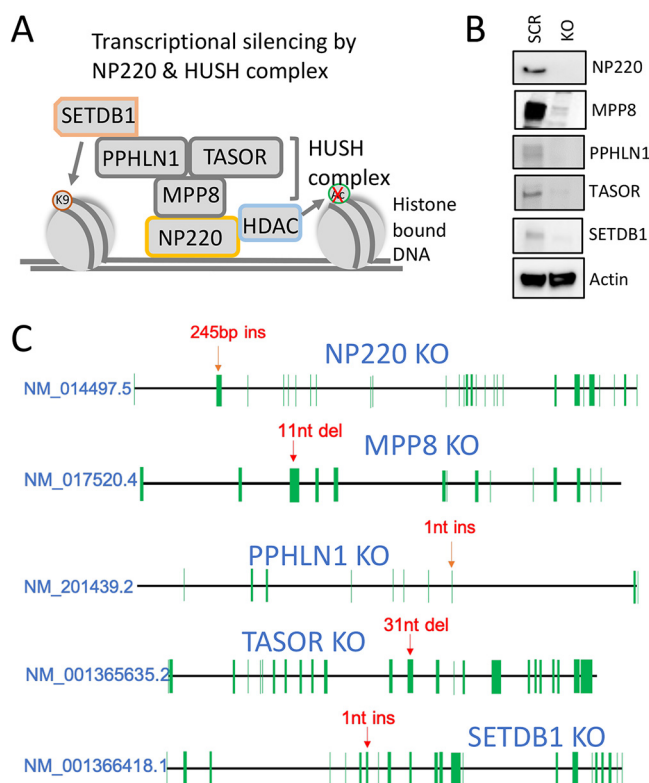 A
Transcriptional silencing by
NP220 & HUSH complex
SETDB1
PPHLN1
TASOR
HUSH
complex
MPP8
K9
Ac
Histone
bound
DNA
HDAC
NP220
B
SCR
KO
NP220
MPP8
PPHLN1
TASOR
SETDB1
Actin
C
245bp ins
NP220 KO
NM_014497.5
11nt del
MPP8 KO
NM_017520.4
1nt ins
PPHLN1 KO
NM_201439.2
31nt del
TASOR KO
NM_001365635.2
1nt ins
SETDB1 KO
NM_001366418.1